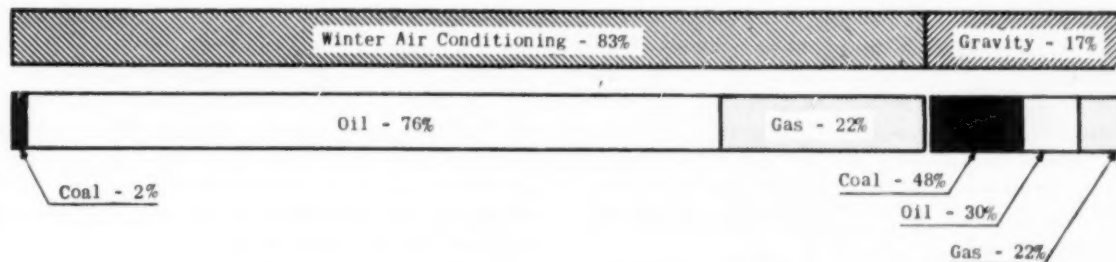 Winter Air Conditioning - 83%
Gravity - 17%
Oil - 76%
Gas - 22%
Coal - 2%
Coal - 48%
Oil - 30%
Gas - 22%